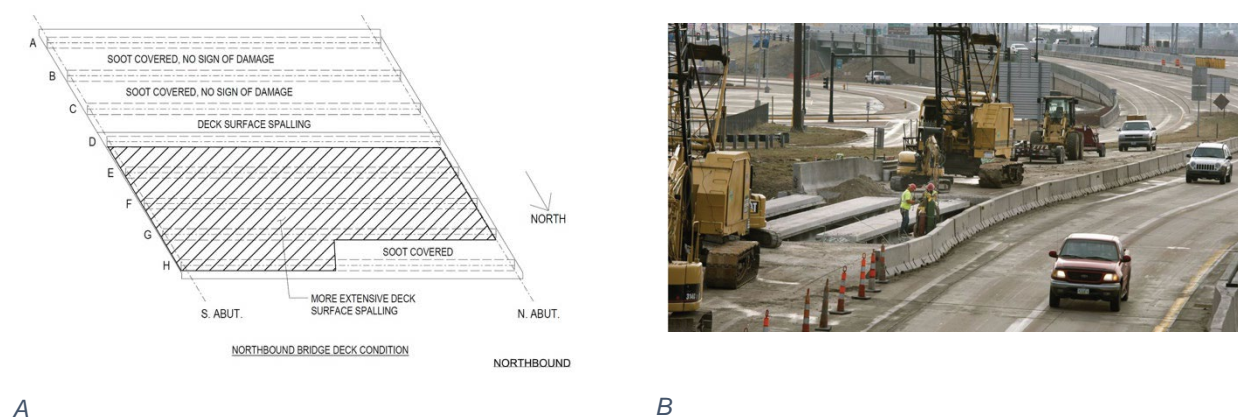 A
SOOT COVERED, NO SIGN OF DAMAGE
B
SOOT COVERED, NO SIGN OF DAMAGE
C
DECK SURFACE SPALLING
D
E
F
NORTH
G
SOOT COVERED
H
MORE EXTENSIVE DECK
SURFACE SPALLING
S. ABUT.
N. ABUT.
NORTHBOUND BRIDGE DECK CONDITION
NORTHBOUND
A
B